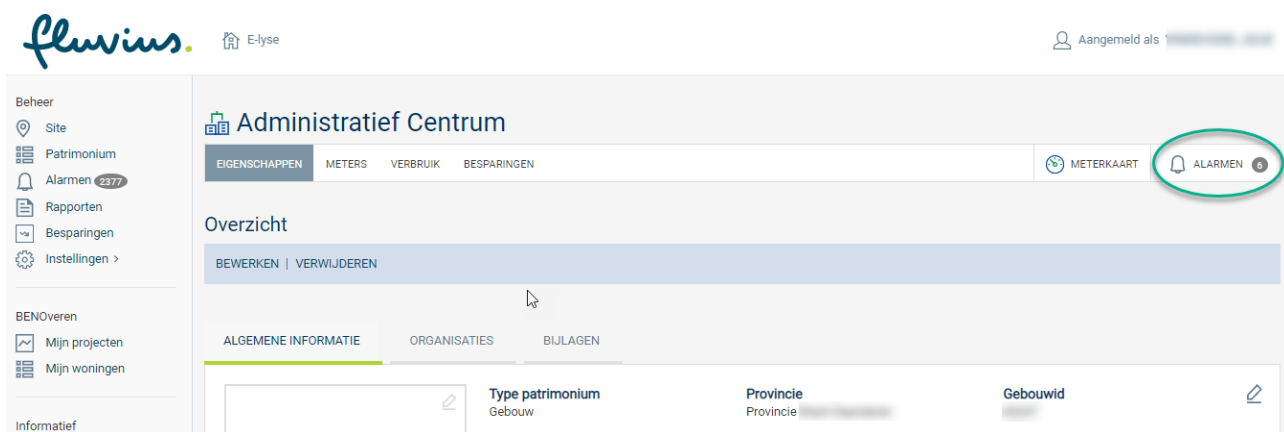 fluvius.
E-lyse
Aangemeld als
Beheer
Site
Patrimonium
Alarmen 2377
Rapporten
Besparingen
Instellingen >
BENOveren
Mijn projecten
Mijn woningen
Informatief
Administratief Centrum
EIGENSCHAPPEN METERS VERBRUIK BESPARINGEN METERKAART ALARMEN 6
Overzicht
BEWERKEN | VERWIJDEREN
ALGEMENE INFORMATIE ORGANISATIES BIJLAGEN
Type patrimonium Provincie Gebouwid
Gebouw Provincie